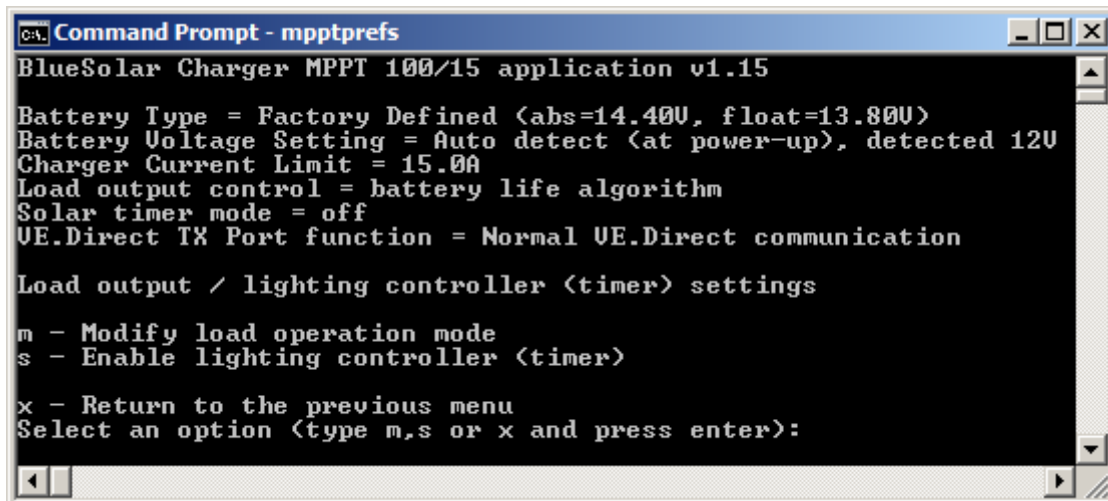 Command Prompt - mpptprefs
BlueSolar Charger MPPT 100/15 application v1.15
Battery Type = Factory Defined (abs=14.40V, float=13.80V)
Battery Voltage Setting = Auto detect (at power-up), detected 12V
Charger Current Limit = 15.0A
Load output control = battery life algorithm
Solar timer mode = off
VE.Direct TX Port function = Normal VE.Direct communication
Load output / lighting controller (timer) settings
m - Modify load operation mode
s - Enable lighting controller (timer)
x - Return to the previous menu
Select an option (type m,s or x and press enter):